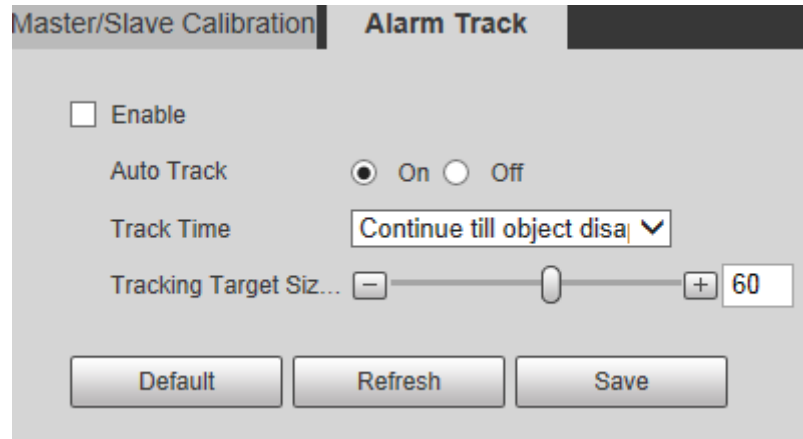 Master/Slave Calibration Alarm Track
Enable
Auto Track On Off
Track Time Continue till object disa
Tracking Target Siz... 60
Default Refresh Save